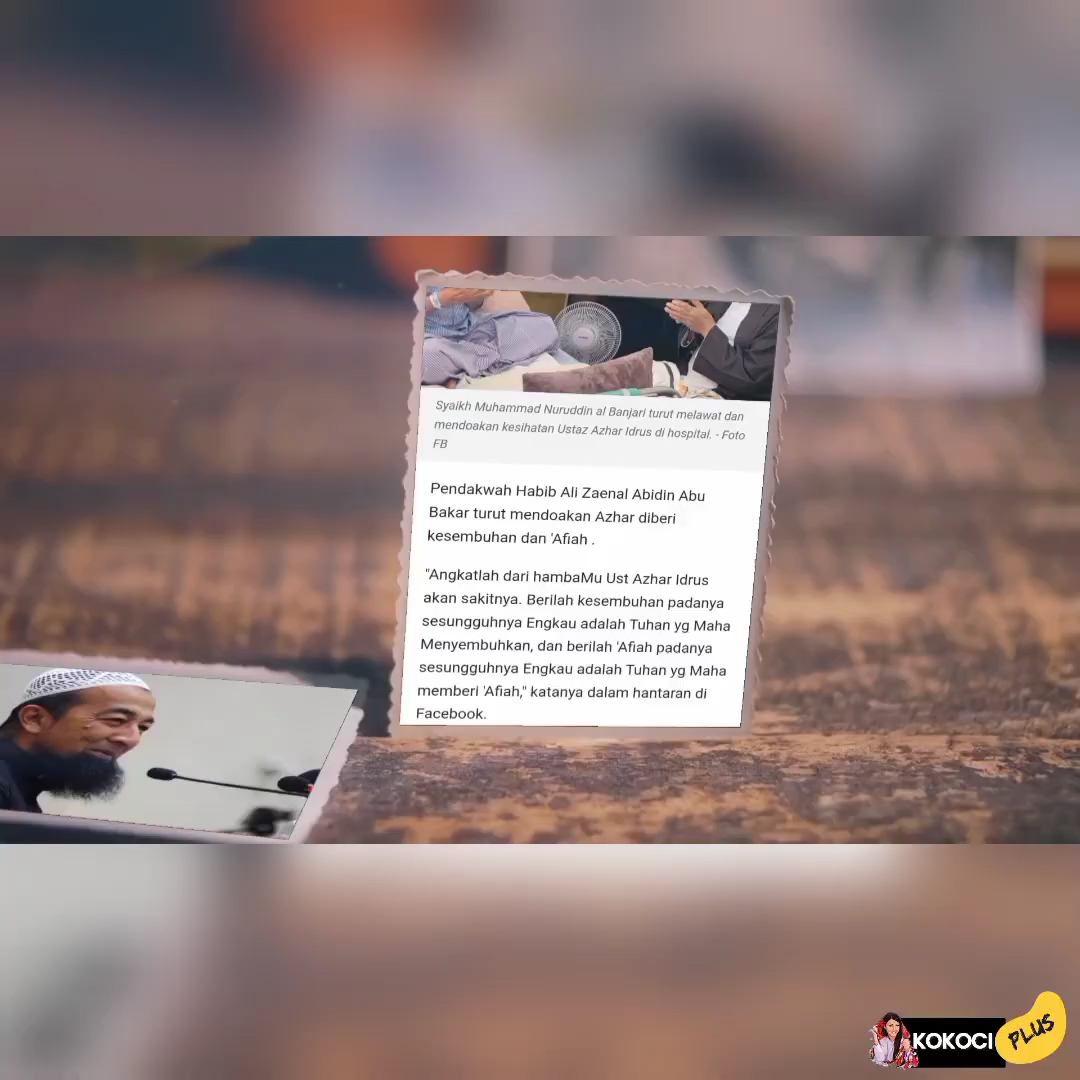 Syaikh Muhammad Nuruddin al Banjari turut melawat dan
mendoakan kesihatan Ustaz Azhar Idrus di hospital. - Foto
FB
Pendakwah Habib Ali Zaenal Abidin Abu
Bakar turut mendoakan Azhar diberi
kesembuhan dan 'Afiah .
"Angkatlah dari hambaMu Ust Azhar Idrus
akan sakitnya. Berilah kesembuhan padanya
sesungguhnya Engkau adalah Tuhan yg Maha
Menyembuhkan, dan berilah 'Afiah padanya
sesungguhnya Engkau adalah Tuhan yg Maha
memberi 'Afiah," katanya dalam hantaran di
Facebook.
KOKOCI PLUS